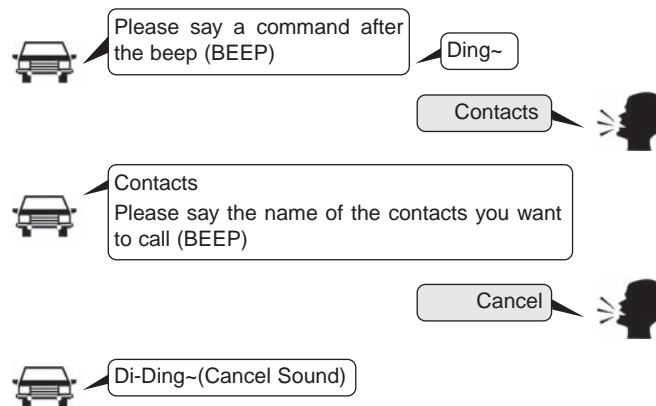 Please say a command after
the beep (BEEP)
Ding~
Contacts
Contacts
Please say the name of the contacts you want
to call (BEEP)
Cancel
Di-Ding~(Cancel Sound)